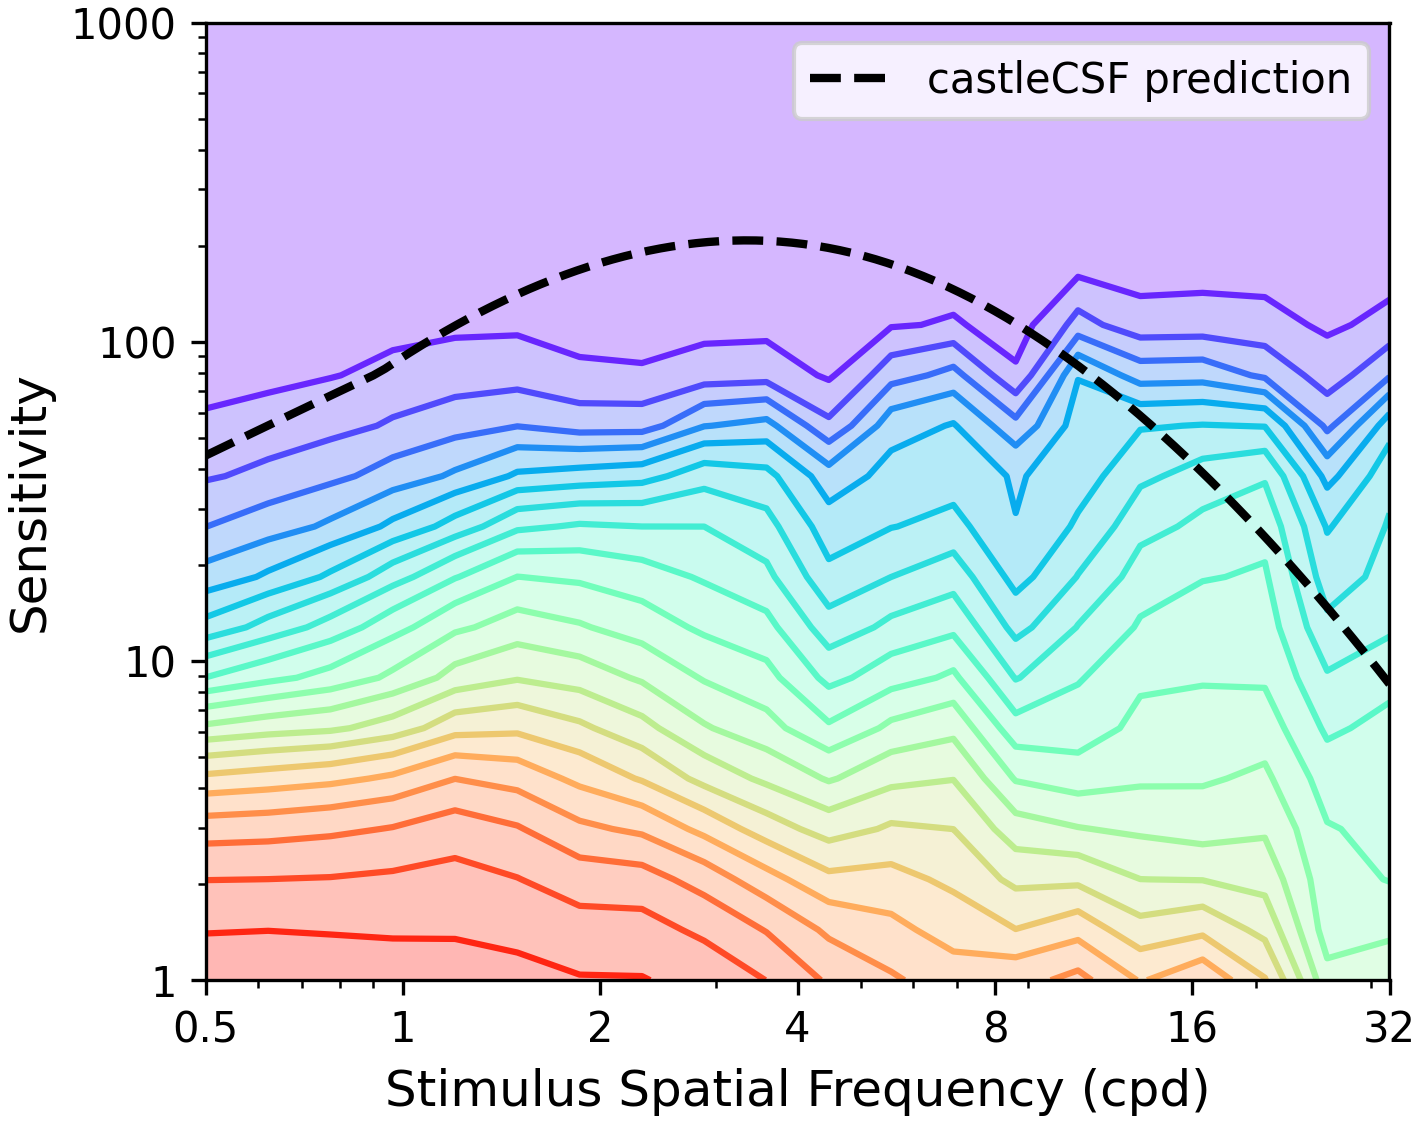 1000
castleCSF prediction
100
Sensitivity
10
1
0.5 1 2 4 8 16 32
Stimulus Spatial Frequency (cpd)